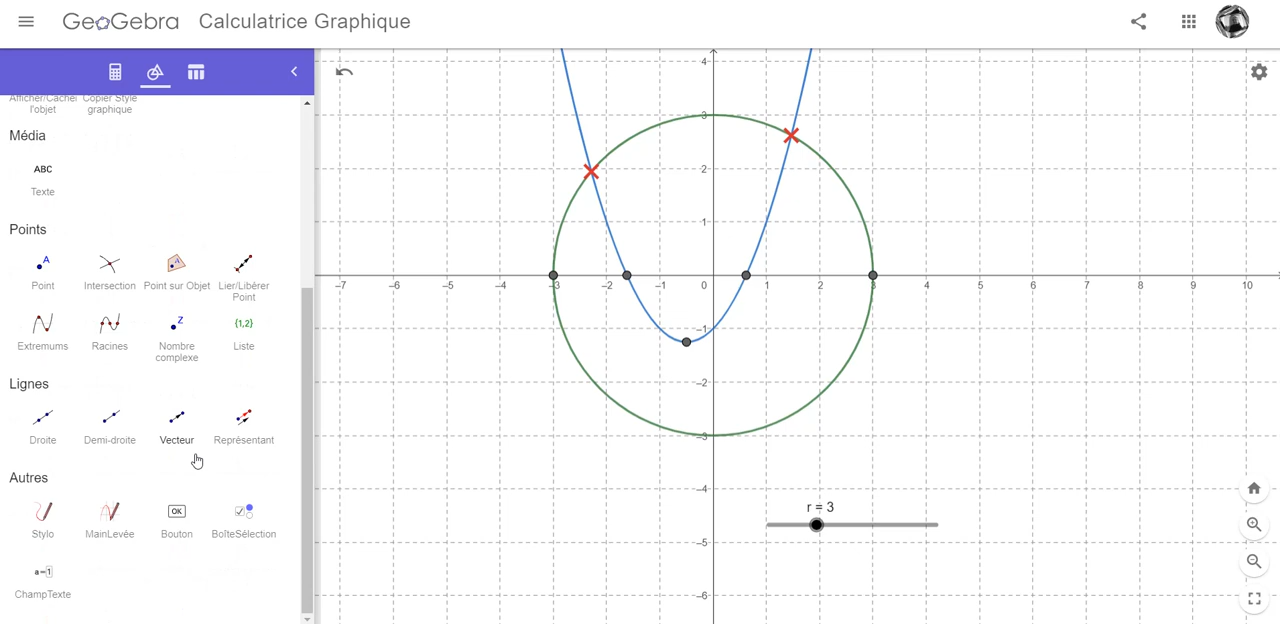 GeoGebra Calculatrice Graphique
Afficher/Cacher Copier Style
l'objet graphique
Média
ABC
Texte
Points
A
A
Z
{1,2}
Point Intersection Point sur Objet Lier/Libérer
Point
Extremums Racines Nombre Liste
complexe
Lignes
Droite Demi-droite Vecteur Représentant
Autres
OK
Stylo MainLevée Bouton BoîteSélection
a=1
ChampTexte
4
3
2
1
-7 -6 -5 -4 -3 -2 -1 0 1 2 3 4 5 6 7 8 9 10
-1
-2
-3
-4
r = 3
-5
-6